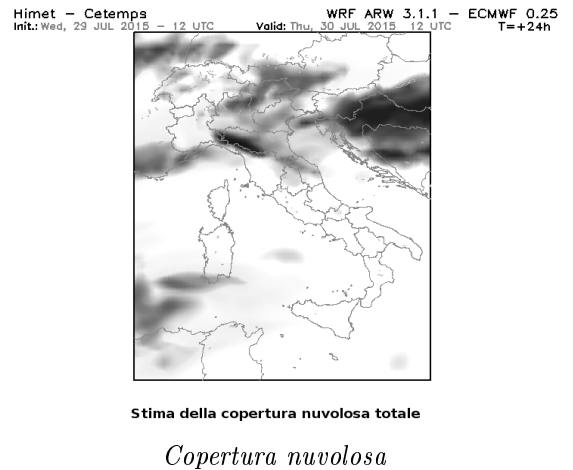 Himet − Cetemps WRF ARW 3.1.1 − ECMWF 0.25
Init.: Wed, 29 JUL 2015 − 12 UTC Valid: Thu, 30 JUL 2015 12 UTC T=+24h
Stima della copertura nuvolosa totale
Copertura nuvolosa